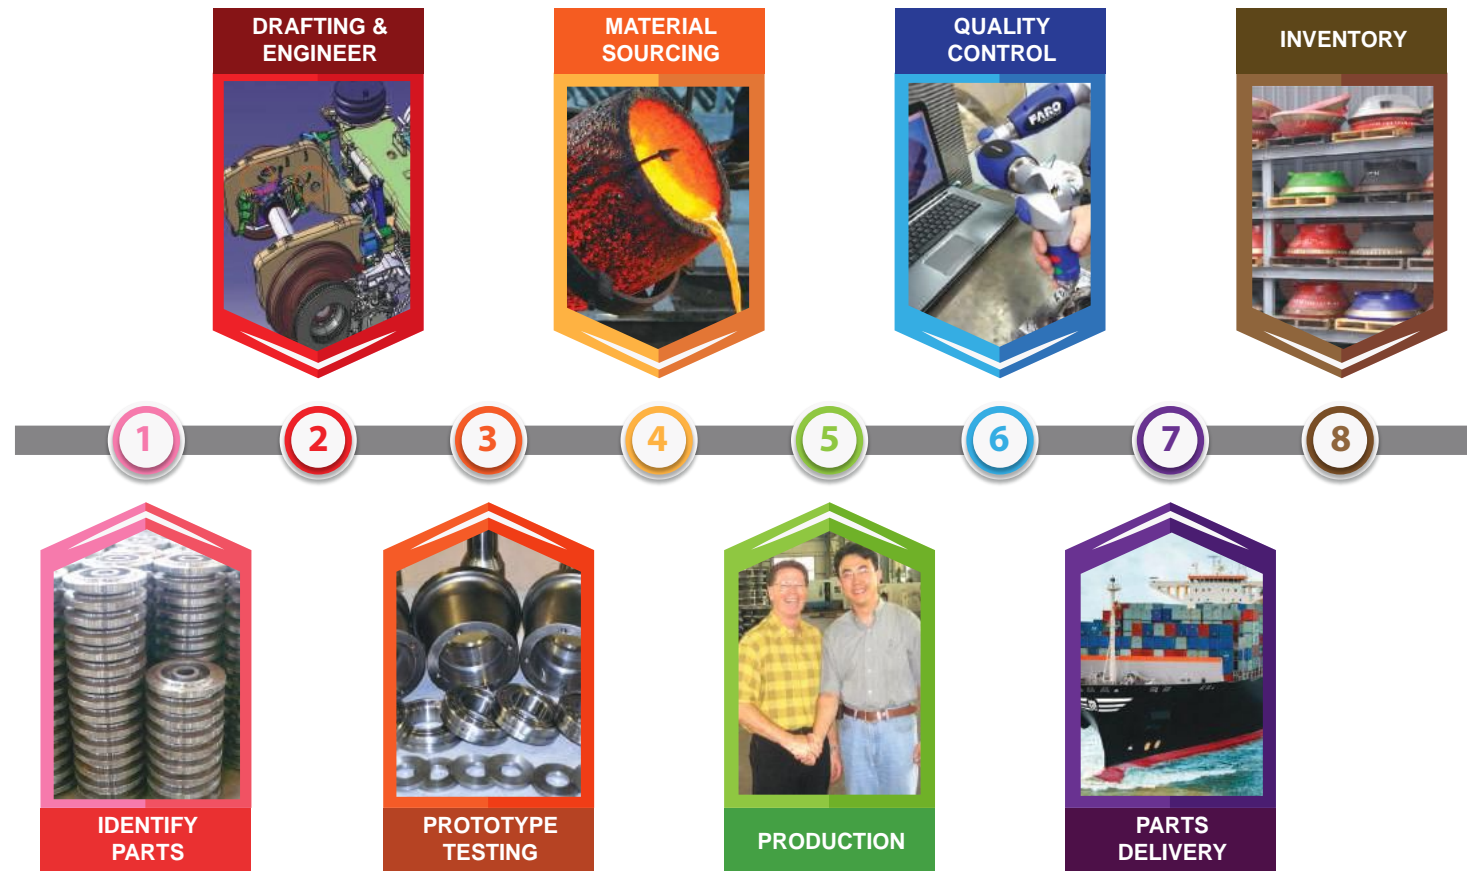 DRAFTING &
ENGINEER
MATERIAL
SOURCING
QUALITY
CONTROL
INVENTORY
FARO
1
2
3
4
5
6
7
8
IDENTIFY
PARTS
PROTOTYPE
TESTING
PRODUCTION
PARTS
DELIVERY